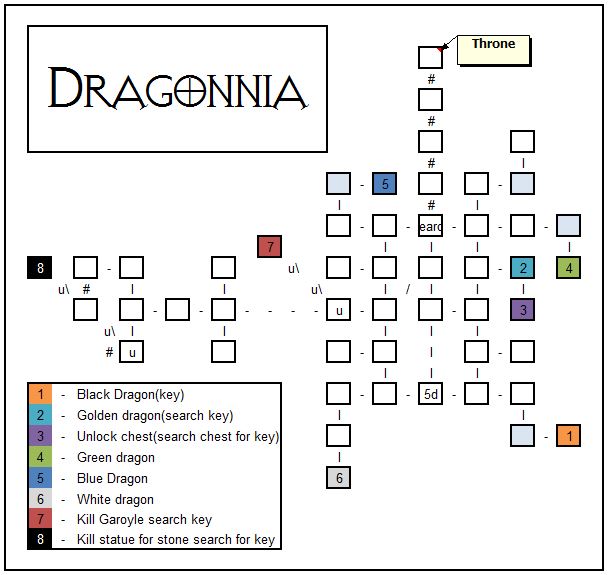 Throne
DRAGONNIA
#
#
#
l
5
-
-
l
#
l
l
earc
-
-
-
-
7
l
l
l
l
8
-
u\
-
2
4
u\
#
l
l
u\
l
/
l
l
l
-
-
-
-
-
-
u
-
-
-
3
u\
l
l
l
l
l
#
u
l
l
l
l
-
-
5d
-
-
l
l
1
-
Black Dragon(key)
-
1
2
-
Golden dragon(search key)
3
-
Unlock chest(search chest for key)
l
4
-
Green dragon
5
-
Blue Dragon
6
6
-
White dragon
7
-
Kill Garoyle search key
8
-
Kill statue for stone search for key